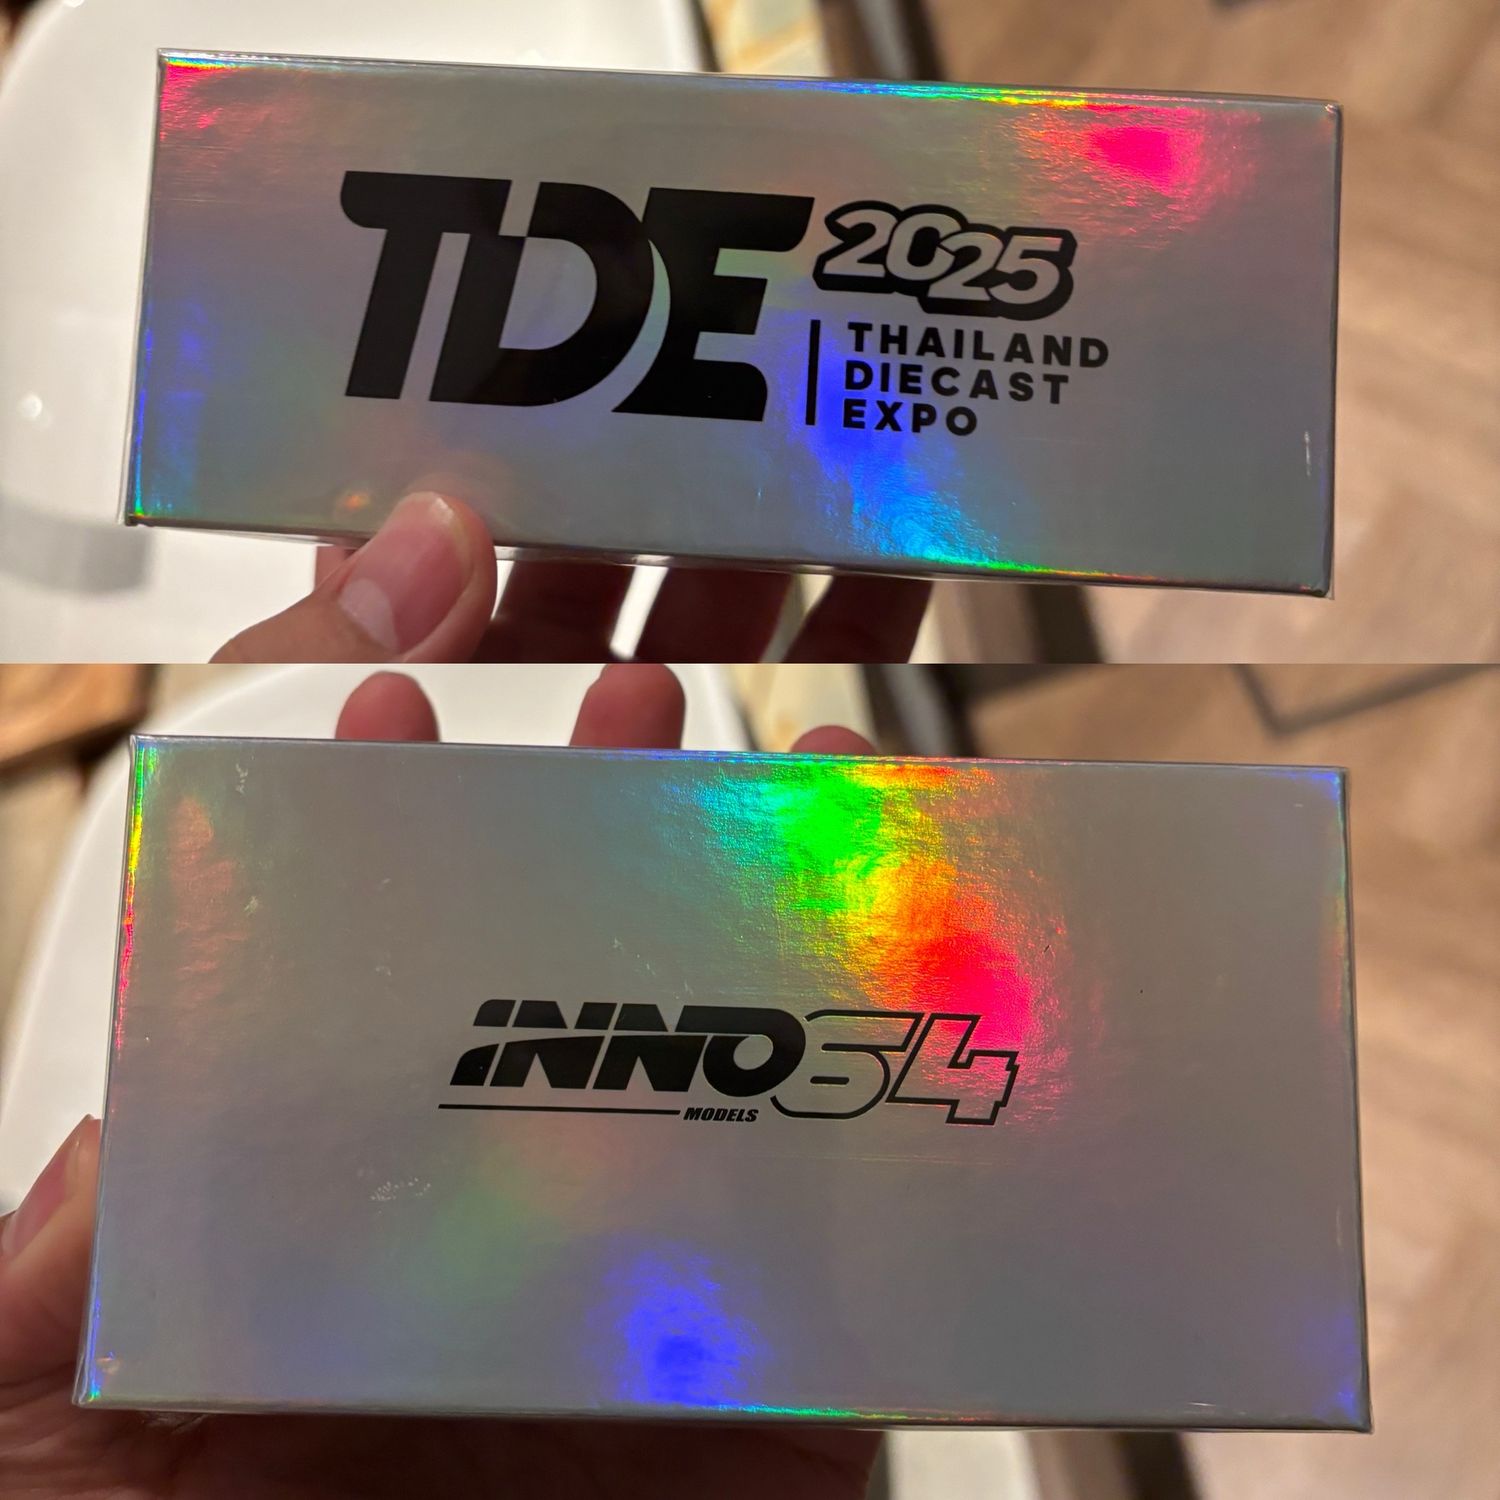 TDE 2025
THAILAND
DIECAST
EXPO
INNO64
MODELS